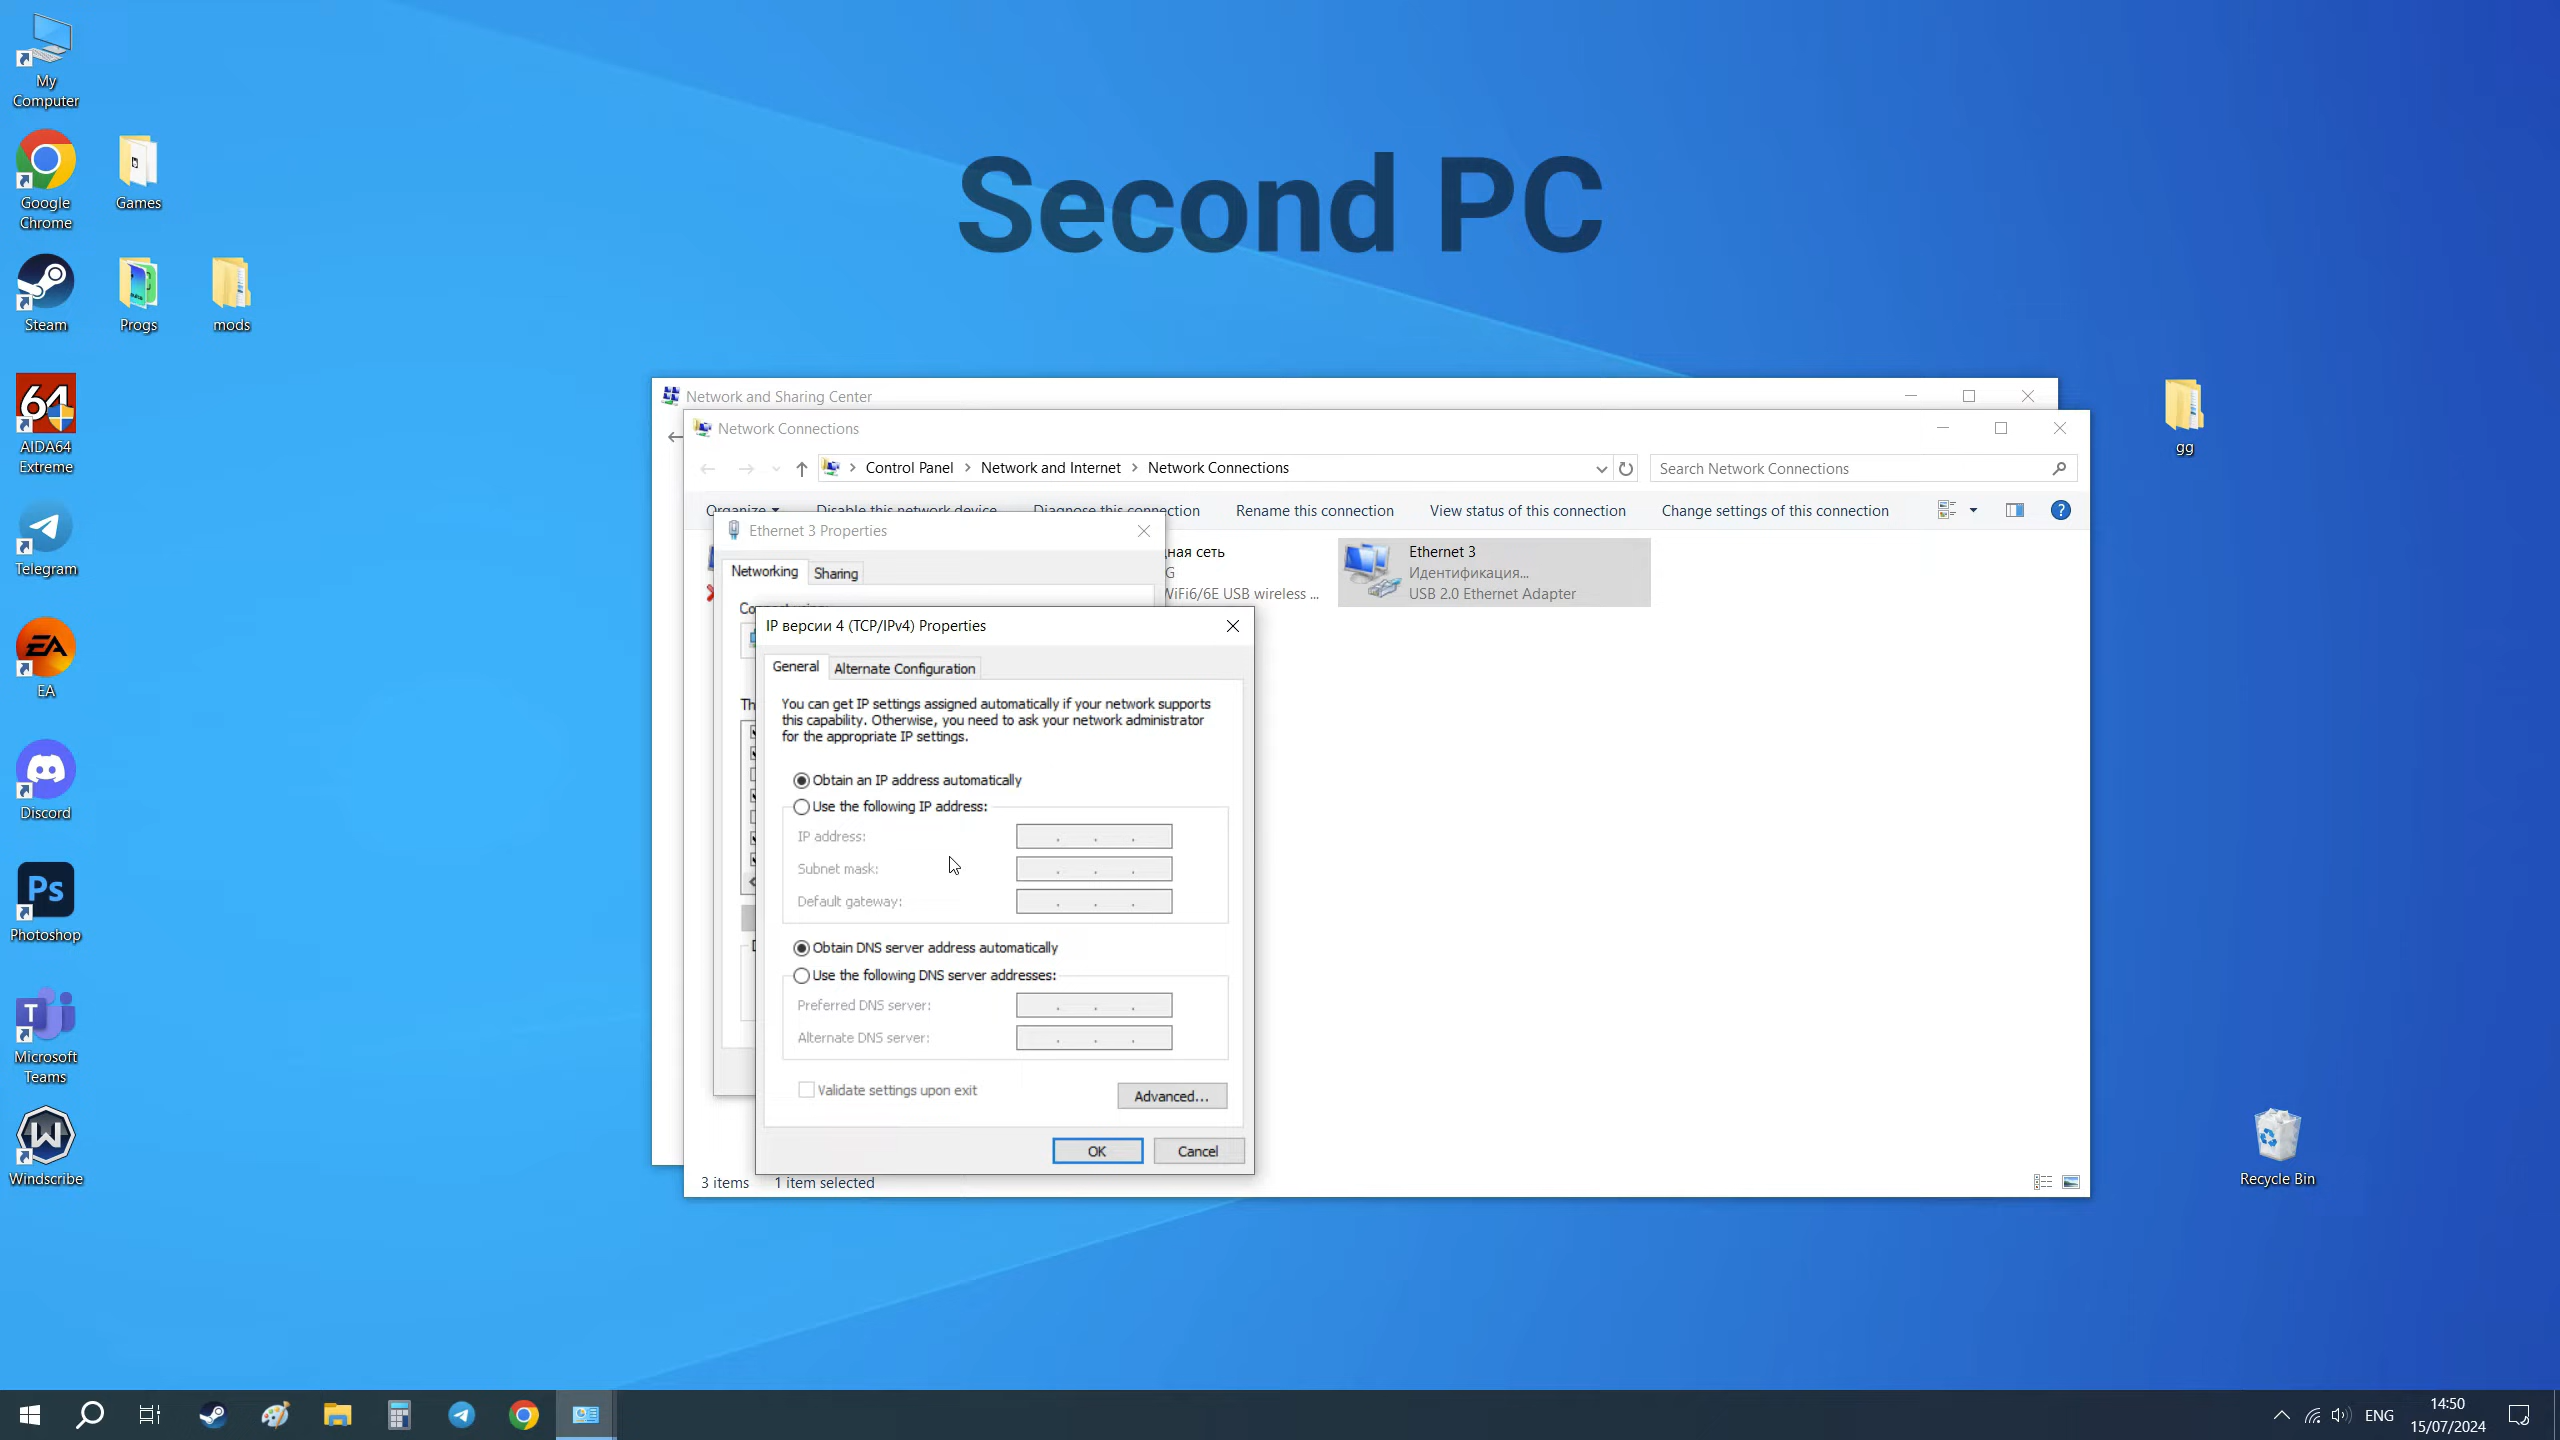 Second PC
My
Computer
Google
Chrome
Games
Steam
Progs
mods
64
AIDA64
Extreme
Telegram
EA
EA
Discord
Ps
Photoshop
T
Microsoft
Teams
W
Windscribe
gg
Recycle Bin
Network and Sharing Center
Network Connections
Control Panel > Network and Internet > Network Connections
Search Network Connections
Organize Disable this network device Diagnose this connection Rename this connection View status of this connection Change settings of this connection
Ethernet 3 Properties
Networking Sharing
ная сеть
G
WiFi6/6E USB wireless ...
Ethernet 3
Идентификация...
USB 2.0 Ethernet Adapter
IP версии 4 (TCP/IPv4) Properties
General Alternate Configuration
You can get IP settings assigned automatically if your network supports
this capability. Otherwise, you need to ask your network administrator
for the appropriate IP settings.
Obtain an IP address automatically
Use the following IP address:
IP address: . . .
Subnet mask: . . .
Default gateway: . . .
Obtain DNS server address automatically
Use the following DNS server addresses:
Preferred DNS server: . . .
Alternate DNS server: . . .
Validate settings upon exit
Advanced...
OK Cancel
3 items 1 item selected
ENG
14:50
15/07/2024